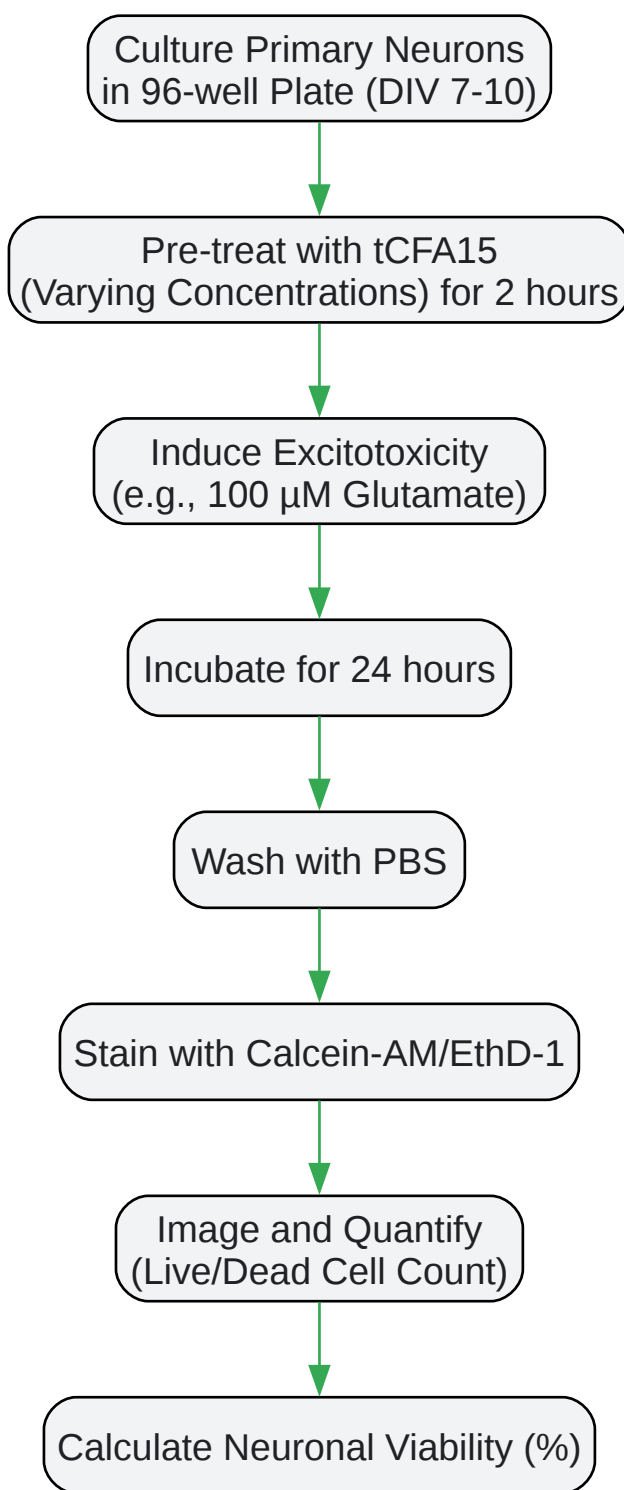 Culture Primary Neurons
in 96-well Plate (DIV 7-10)
Pre-treat with tCFA15
(Varying Concentrations) for 2 hours
Induce Excitotoxicity
(e.g., 100 µM Glutamate)
Incubate for 24 hours
Wash with PBS
Stain with Calcein-AM/EthD-1
Image and Quantify
(Live/Dead Cell Count)
Calculate Neuronal Viability (%)